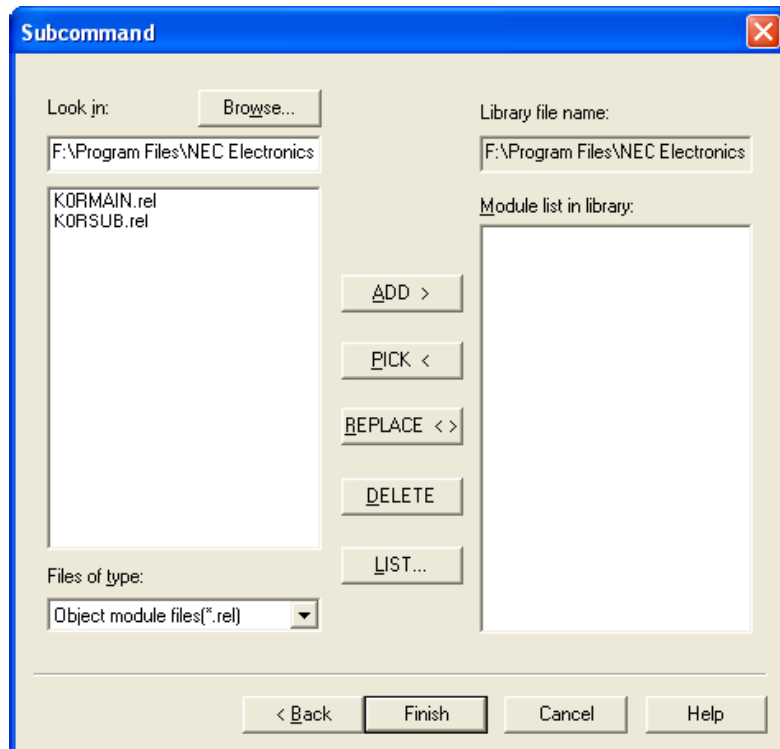 Subcommand
Look in:
Browse...
F:\Program Files\NEC Electronics
K0RMAIN.rel
K0RSUB.rel
Files of type:
Object module files(*.rel)
ADD >
PICK <
REPLACE < >
DELETE
LIST...
Library file name:
F:\Program Files\NEC Electronics
Module list in library:
< Back
Finish
Cancel
Help